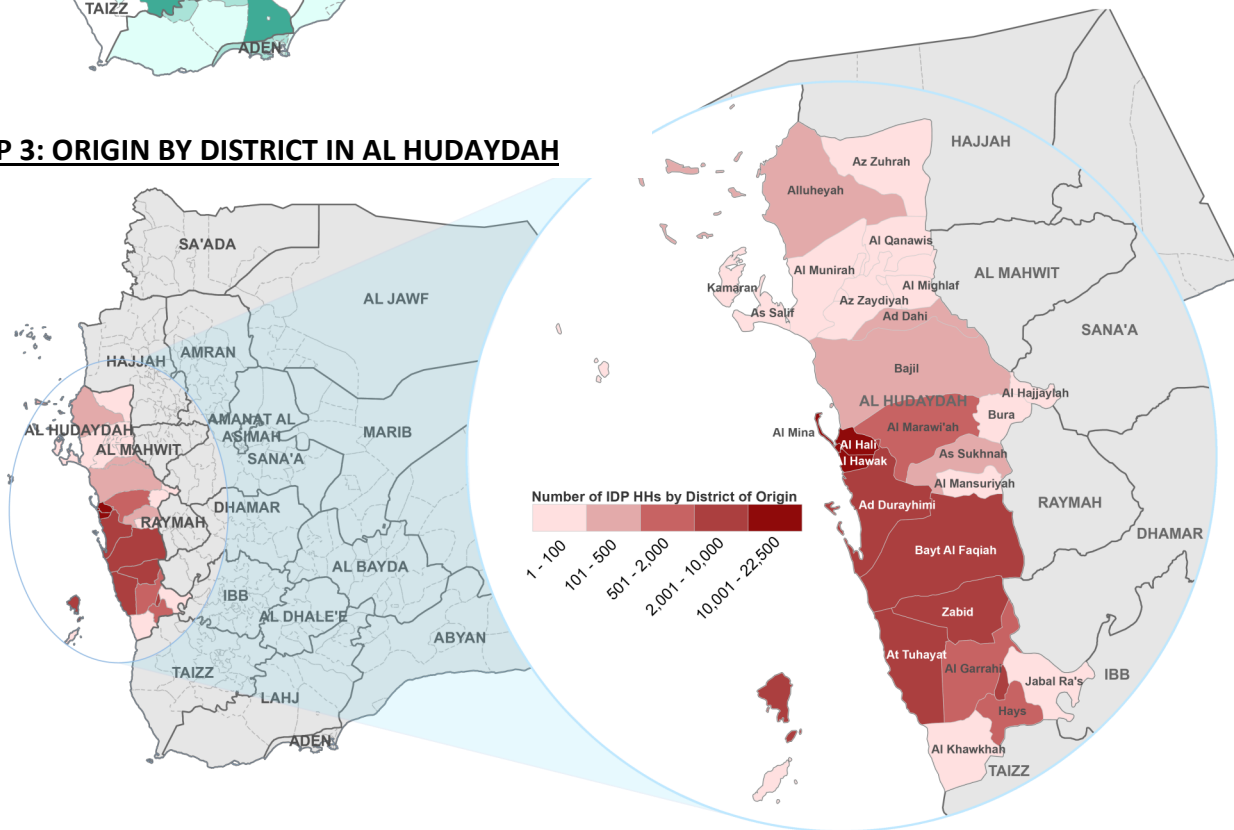 TAIZZ
ADEN
P 3: ORIGIN BY DISTRICT IN AL HUDAYDAH
SA'ADA
AL JAWF
HAJJAH
AMRAN
AMANAT AL
ASIMAH
MARIB
AL HUDAYDAH
AL MAHWIT
SANA'A
RAYMAH
DHAMAR
AL BAYDA
IBB
AL DHALE'E
ABYAN
TAIZZ
LAHJ
ADEN
HAJJAH
Az Zuhrah
Alluheyah
Al Qanawis
Al Munirah
AL MAHWIT
Kamaran
Al Mighlaf
Az Zaydiyah
As Salif
Ad Dahi
SANA'A
Bajil
Al Hajjaylah
AL HUDAYDAH
Bura
Al Mina
Al Marawi'ah
Al Hali
As Sukhnah
l Hawak
Al Mansuriyah
Number of IDP HHs by District of Origin
1 - 100
101 - 500
501 - 2,000
2,001 - 10,000
10,001 - 22,500
Ad Durayhimi
RAYMAH
DHAMAR
Bayt Al Faqiah
Zabid
At Tuhayat
Al Garrahi
Jabal Ra's
IBB
Hays
Al Khawkhah
TAIZZ